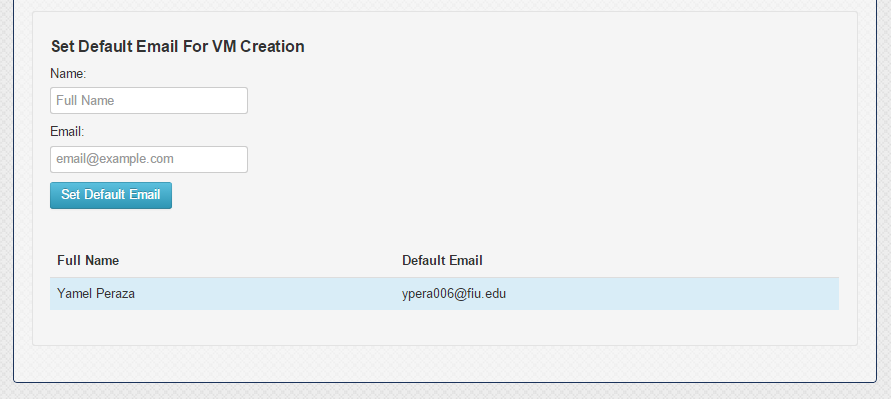 Set Default Email For VM Creation
Name:
Full Name
Email:
email@example.com
Set Default Email
Full Name Default Email
Yamel Peraza ypera006@fiu.edu